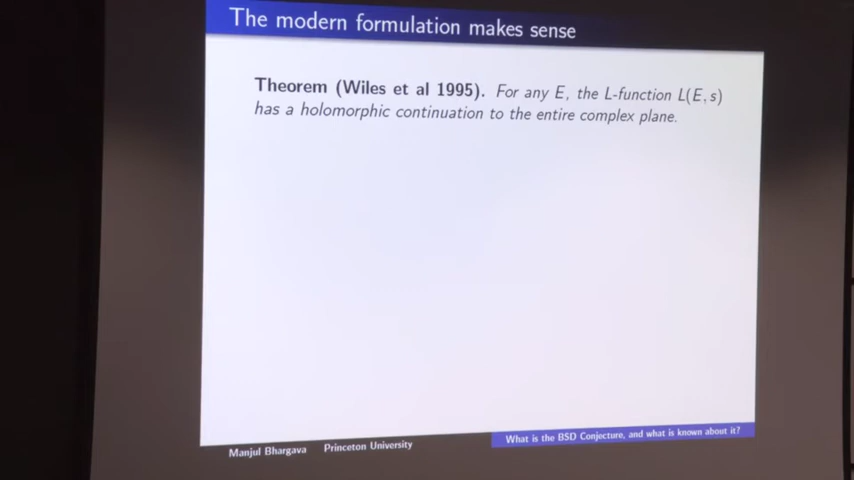 The modern formulation makes sense
Theorem (Wiles et al 1995). For any E, the L-function L(E, s)
has a holomorphic continuation to the entire complex plane.
Manjul Bhargava Princeton University
What is the BSD Conjecture, and what is known about it?